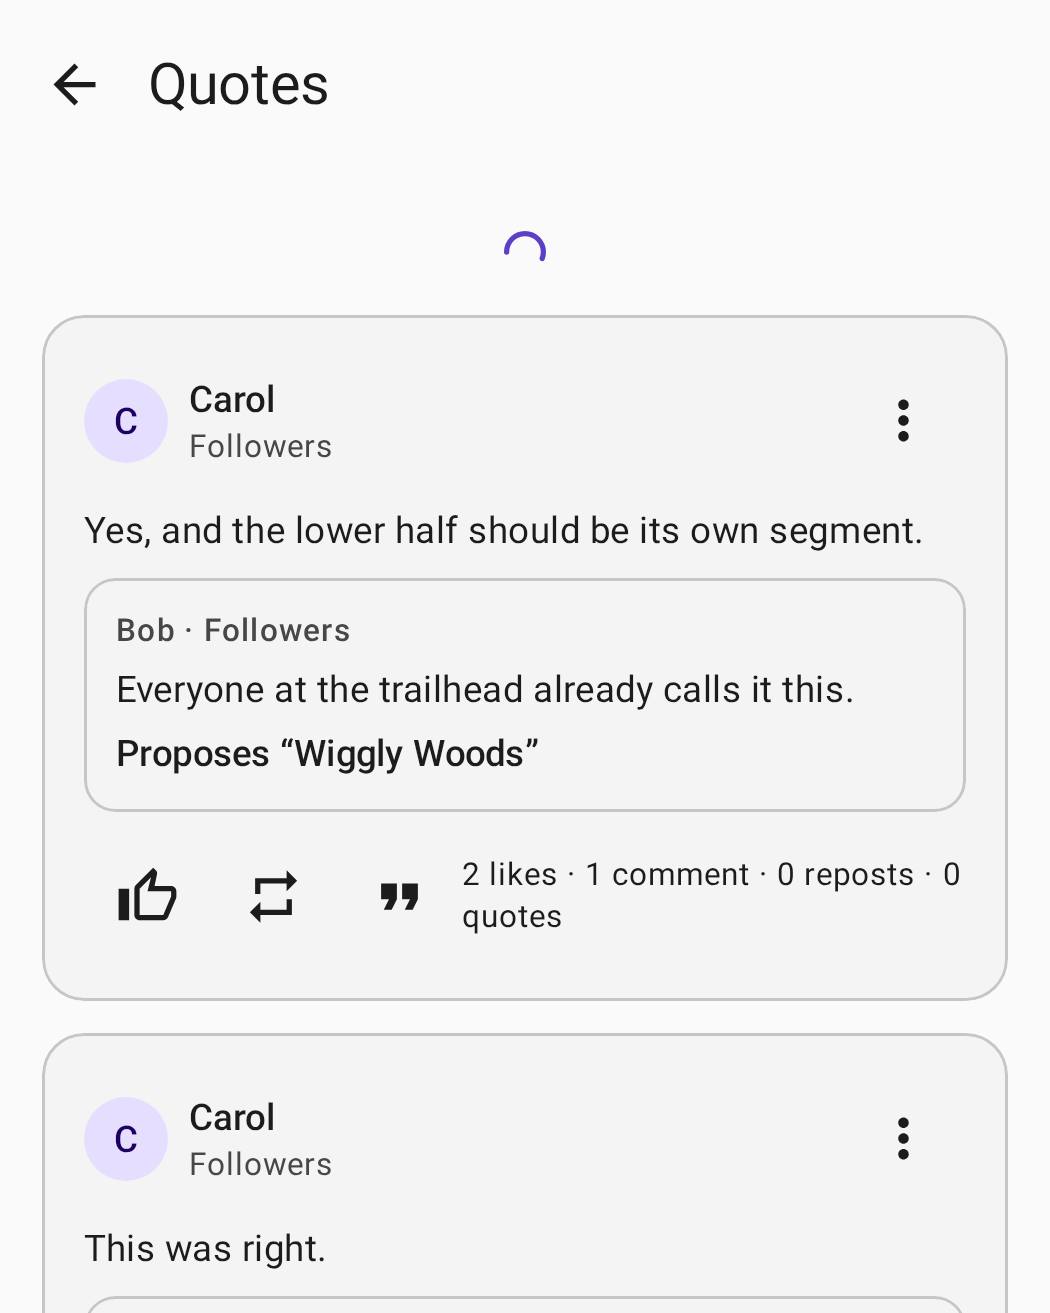 Quotes
C
Carol
Followers
Yes, and the lower half should be its own segment.
Bob · Followers
Everyone at the trailhead already calls it this.
Proposes “Wiggly Woods”
2 likes · 1 comment · 0 reposts · 0
quotes
C
Carol
Followers
This was right.